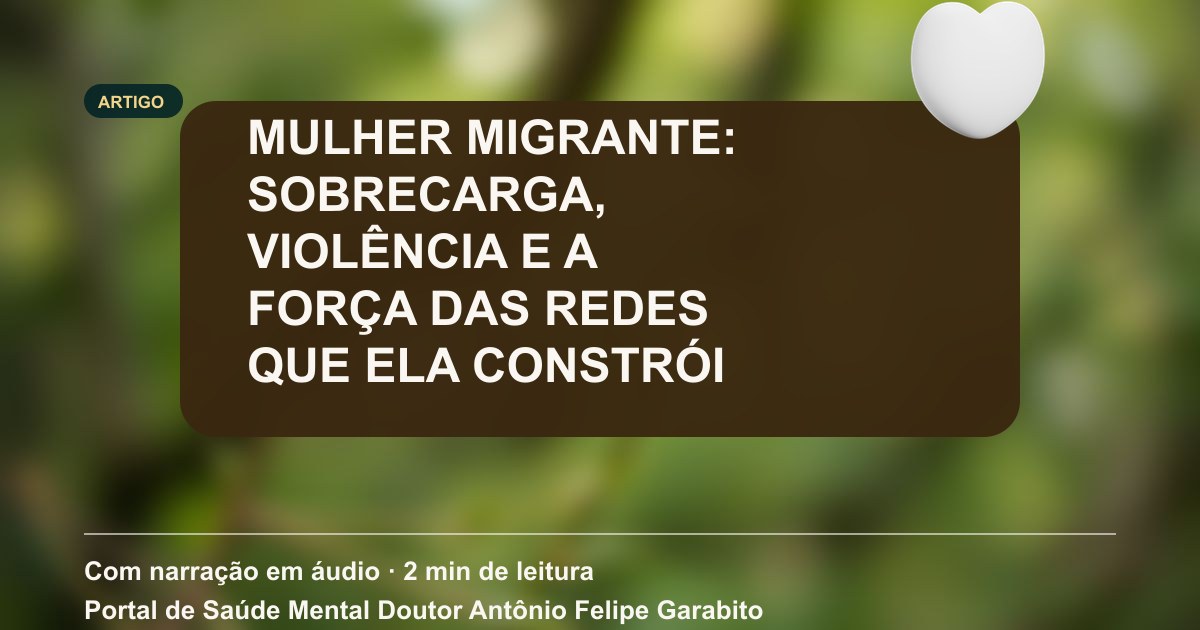 ARTIGO
MULHER MIGRANTE:
SOBRECARGA,
VIOLÊNCIA E A
FORÇA DAS REDES
QUE ELA CONSTRÓI
Com narração em áudio · 2 min de leitura
Portal de Saúde Mental Doutor Antônio Felipe Garabito